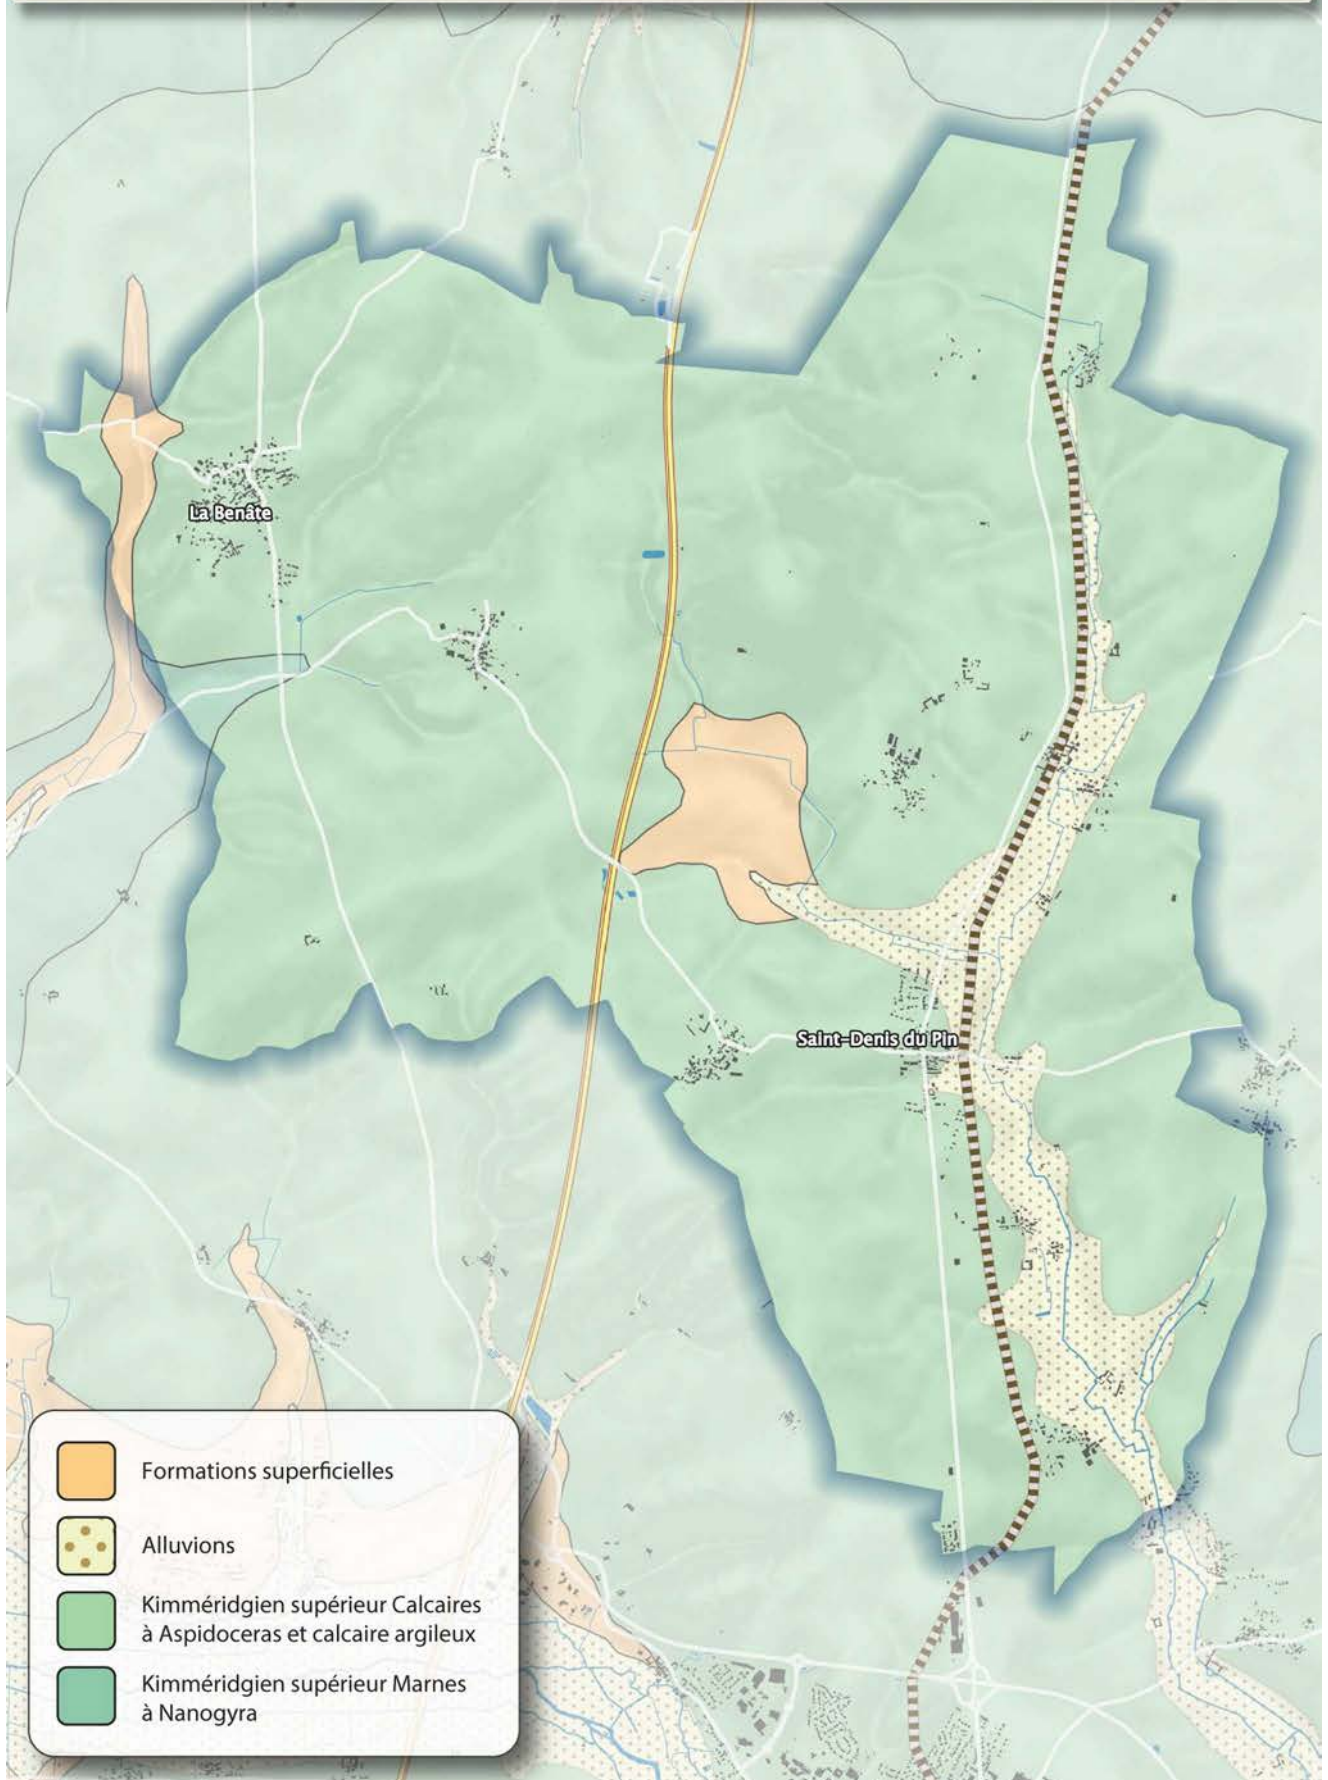 La Benâte
Saint-Denis du Pin
Formations superficielles
Alluvions
Kimméridgien supérieur Calcaires
à Aspidoceras et calcaire argileux
Kimméridgien supérieur Marnes
à Nanogyra